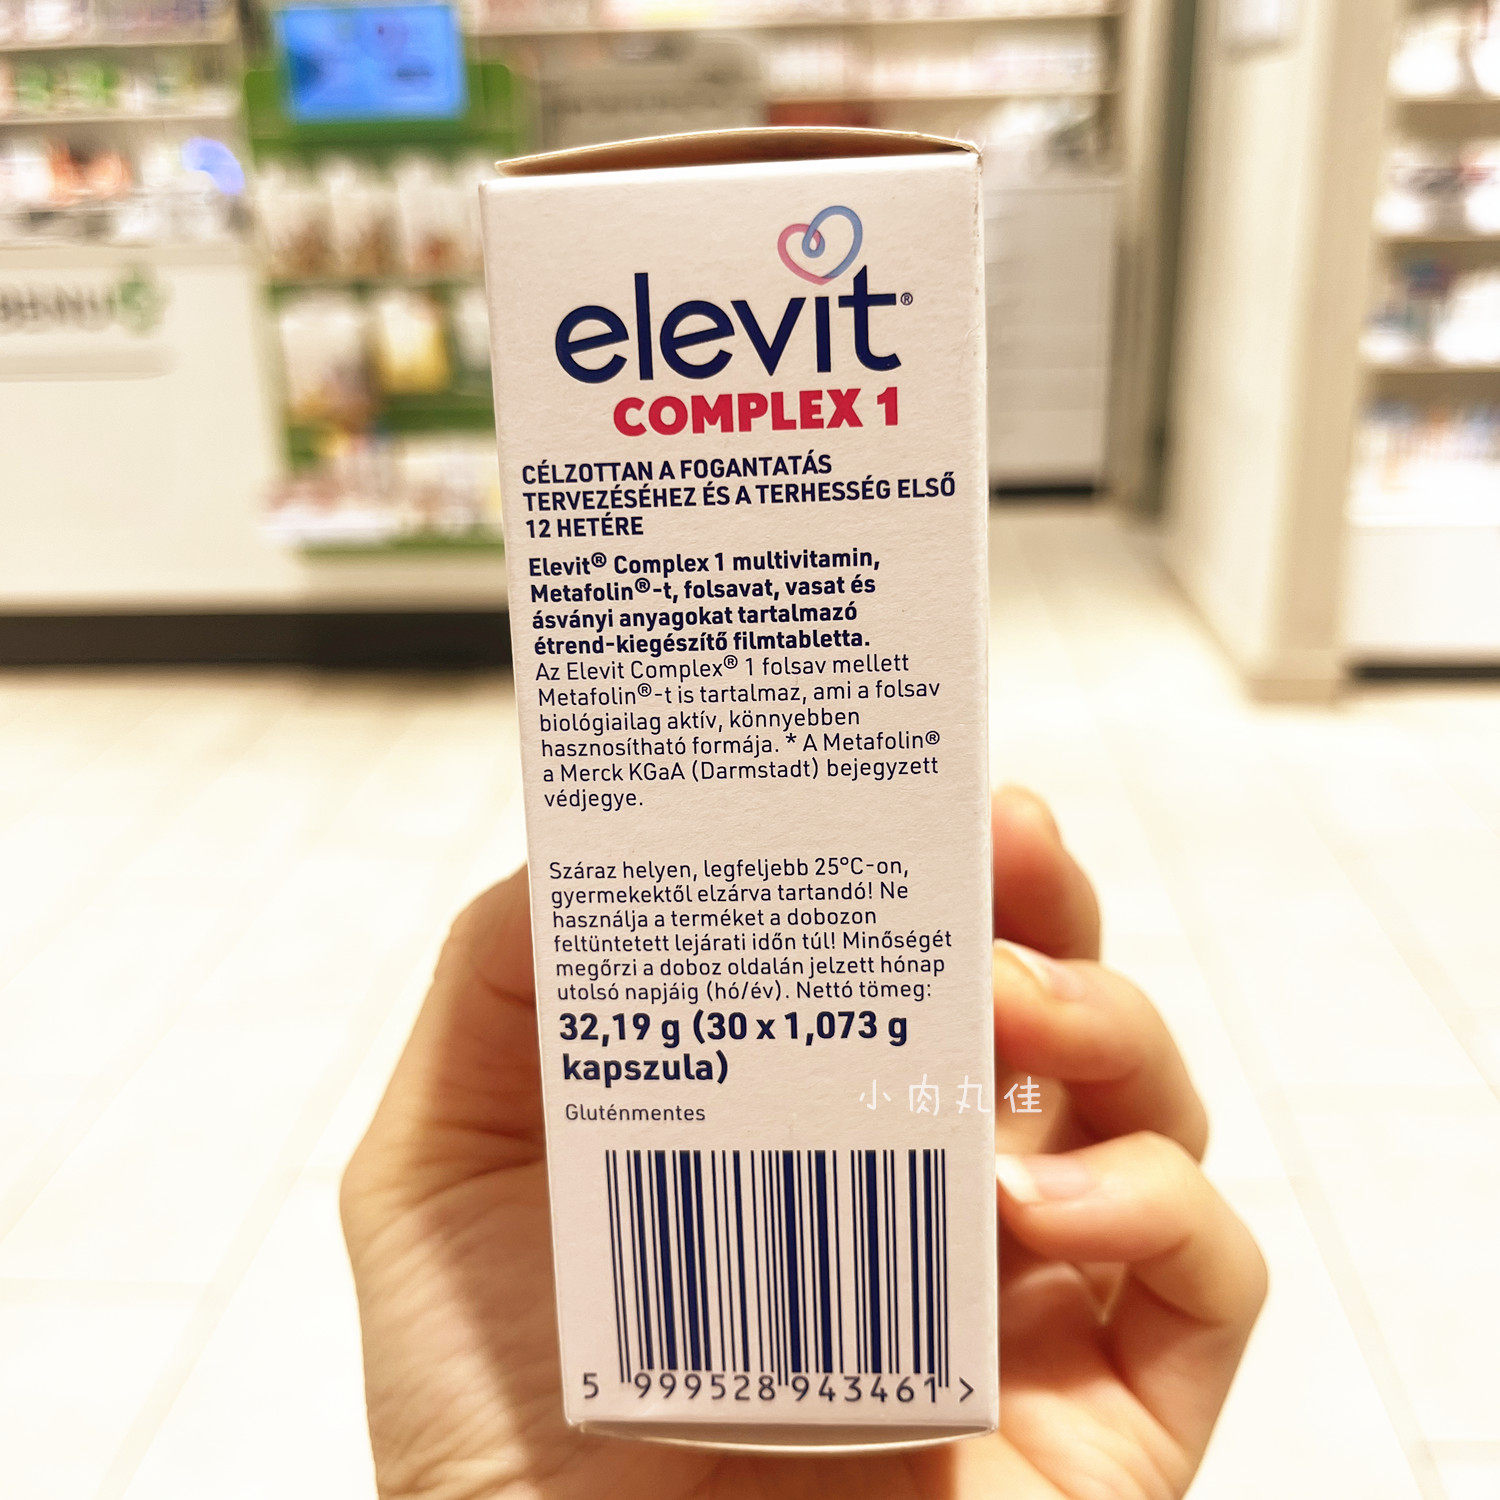 elevit®
COMPLEX 1
CÉLZOTTAN A FOGANTATÁS
TERVEZÉSÉHEZ ÉS A TERHESSÉG ELSŐ
12 HETÉRE
Elevit® Complex 1 multivitamin,
Metafolin®-t, folsavat, vasat és
ásványi anyagokat tartalmazó
étrend-kiegészítő filmtabletta.
Az Elevit Complex® 1 folsav mellett
Metafolin®-t is tartalmaz, ami a folsav
biológiailag aktív, könnyebben
hasznosítható formája. * A Metafolin®
a Merck KGaA (Darmstadt) bejegyzett
védjegye.
Száraz helyen, legfeljebb 25°C-on,
gyermekektől elzárva tartandó! Ne
használja a terméket a dobozon
feltüntetett lejárati időn túl! Minőségét
megőrzi a doboz oldalán jelzett hónap
utolsó napjáig (hó/év). Nettó tömeg:
32,19 g (30 x 1,073 g
kapszula)
小肉丸佳
Gluténmentes
5 999528 943461 >
BENU